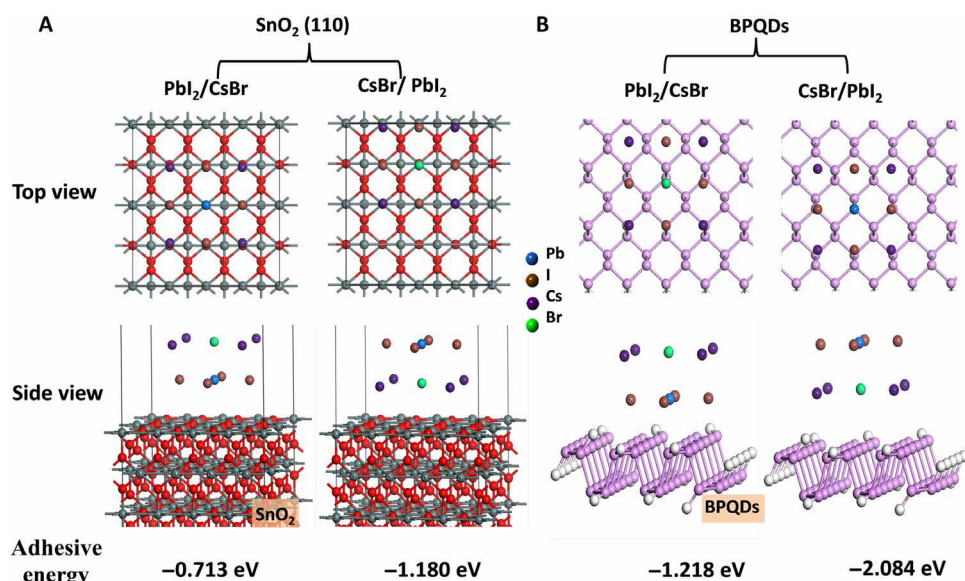 A
SnO₂ (110)
PbI₂/CsBr
CsBr/ PbI₂
B
BPQDs
PbI₂/CsBr
CsBr/PbI₂
Top view
Pb
I
Cs
Br
Side view
SnO₂
BPQDs
Adhesive
energy
−0.713 eV
−1.180 eV
−1.218 eV
−2.084 eV